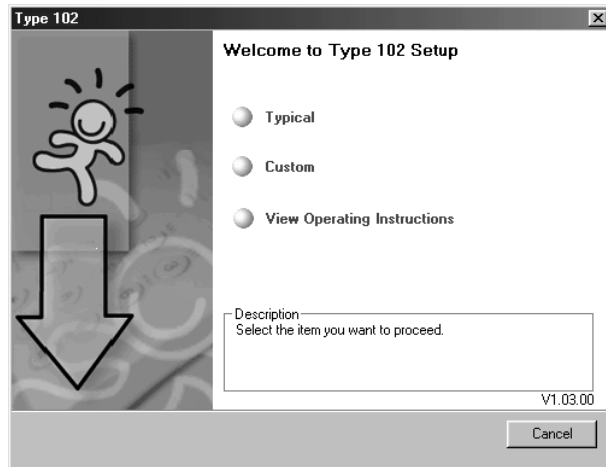 Type 102
Welcome to Type 102 Setup
Typical
Custom
View Operating Instructions
Description
Select the item you want to proceed.
V1.03.00
Cancel